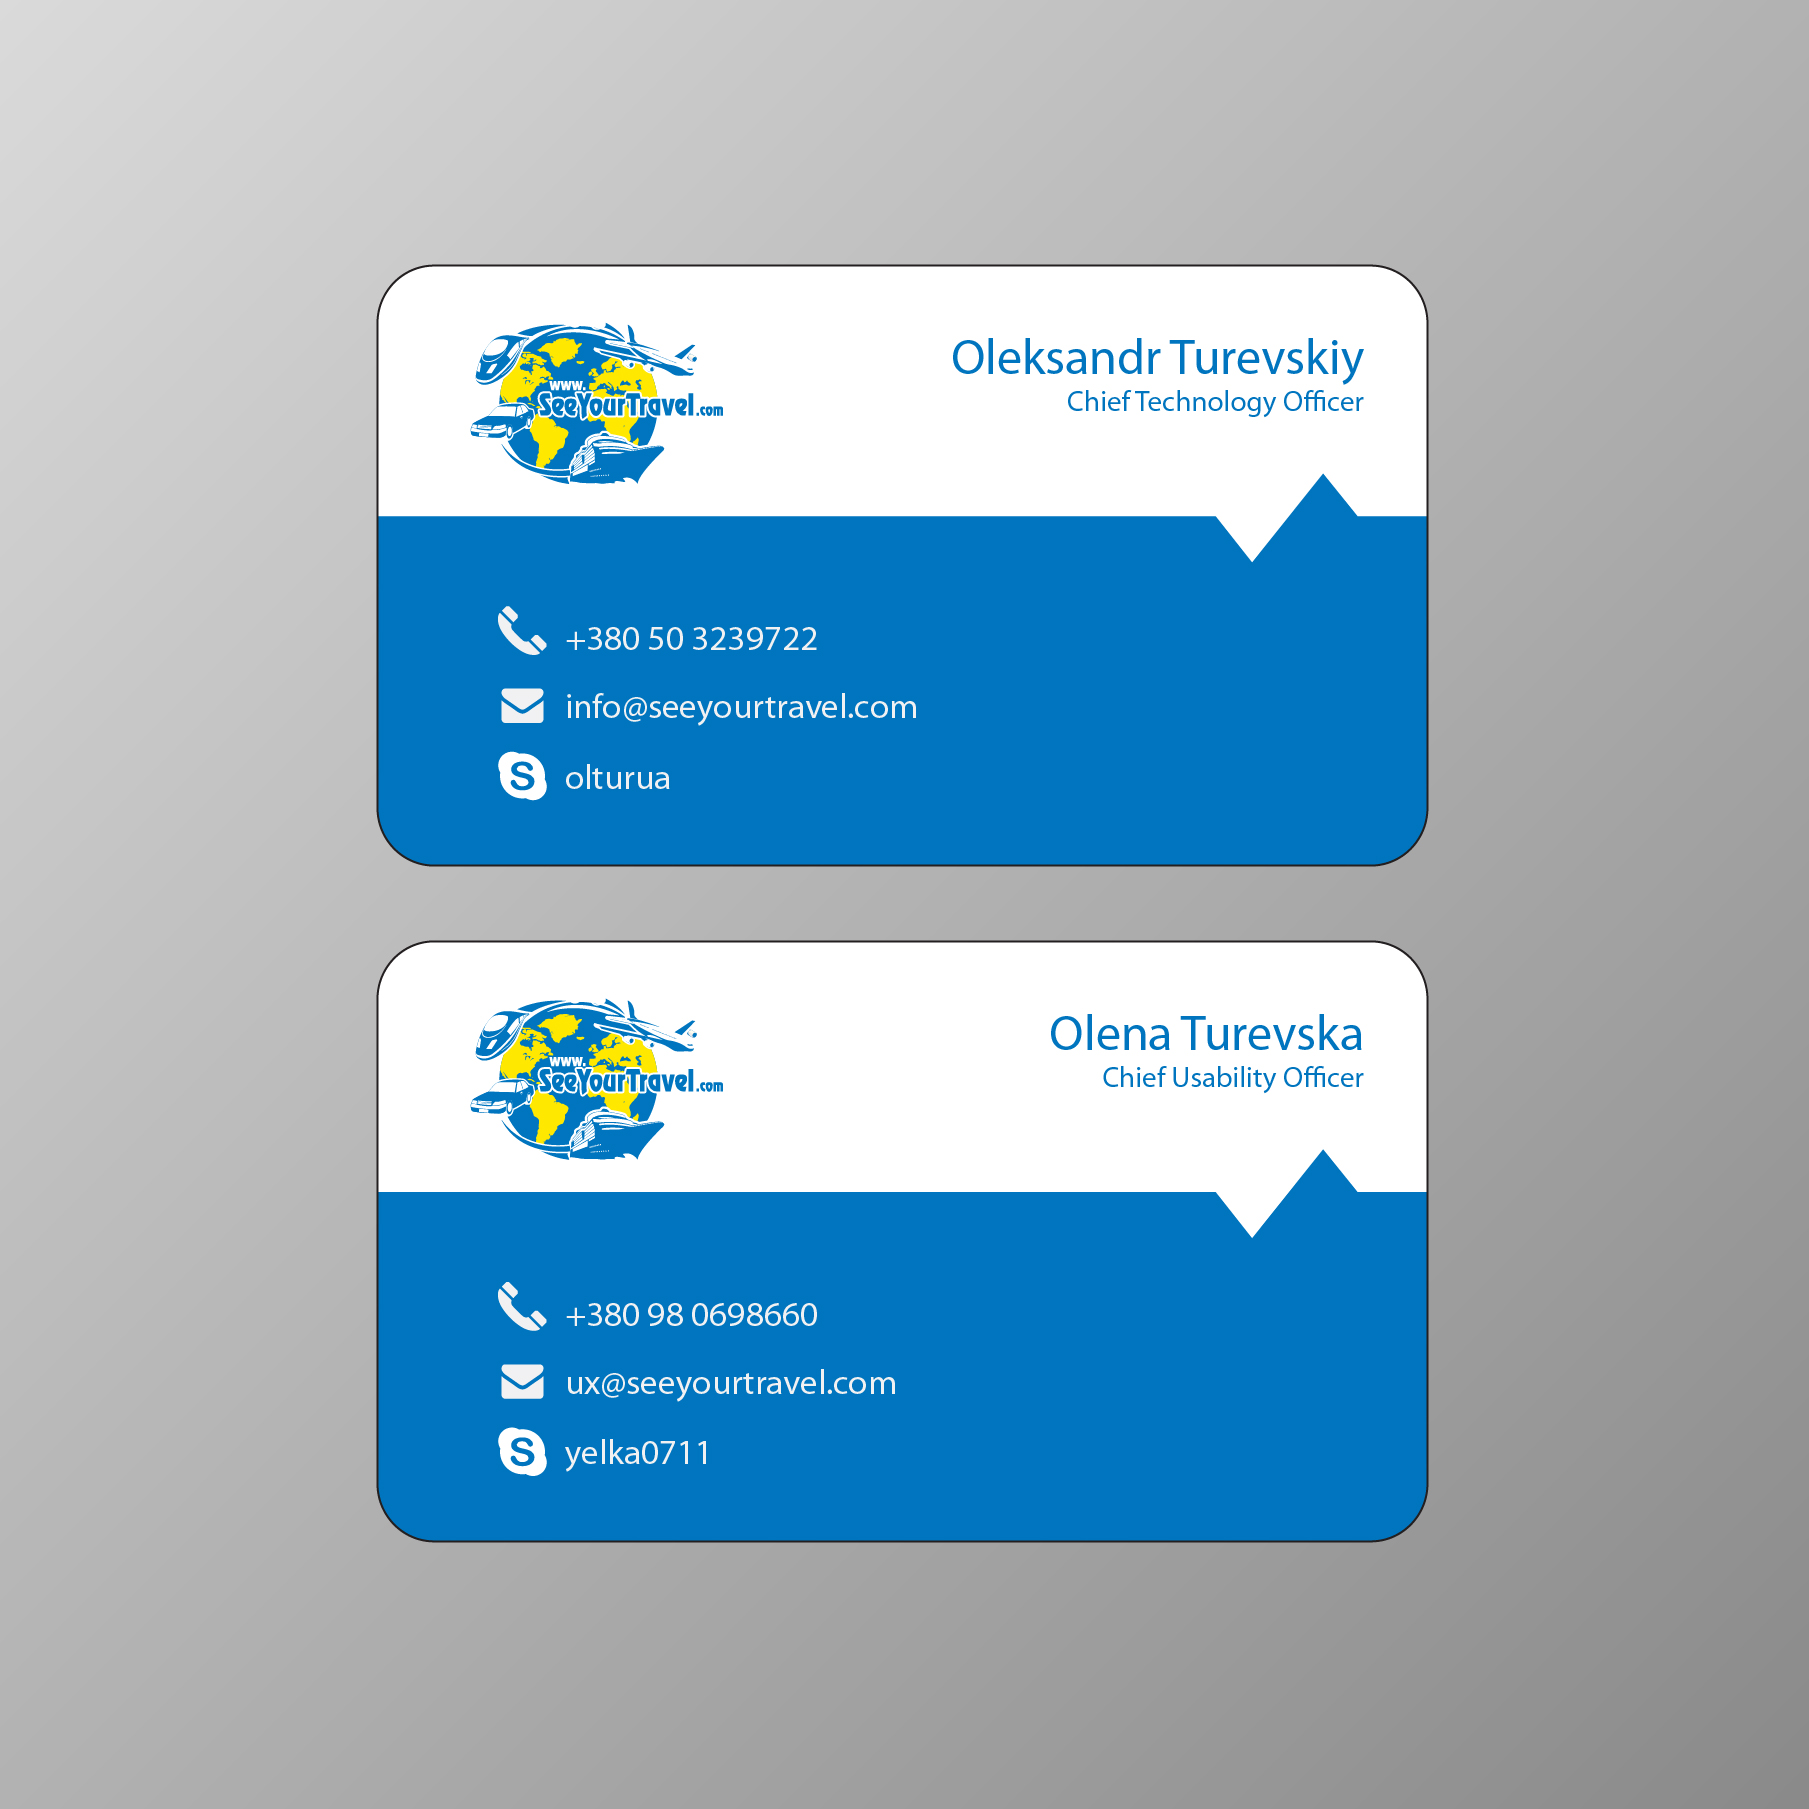 www.
SeeYourTravel.com
Oleksandr Turevskiy
Chief Technology Officer
+380 50 3239722
info@seeyourtravel.com
S olturua
www.
SeeYourTravel.com
Olena Turevska
Chief Usability Officer
+380 98 0698660
ux@seeyourtravel.com
S yelka0711